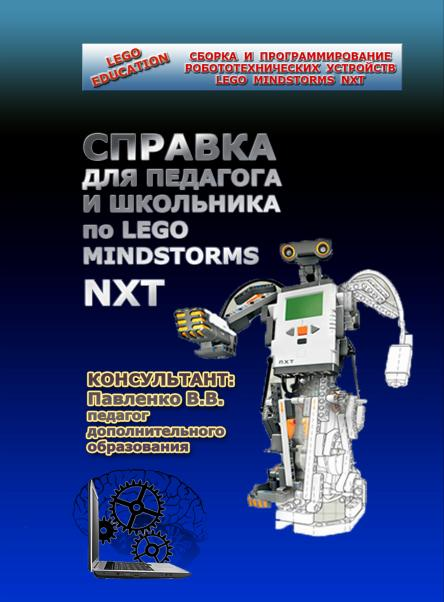 LEGO
EDUCATION
СБОРКА И ПРОГРАММИРОВАНИЕ
РОБОТОТЕХНИЧЕСКИХ УСТРОЙСТВ
LEGO MINDSTORMS NXT
СПРАВКА
ДЛЯ ПЕДАГОГА
И ШКОЛЬНИКА
по LEGO
MINDSTORMS
NXT
nxt
КОНСУЛЬТАНТ:
Павленко В.В.
педагог
дополнительного
образования